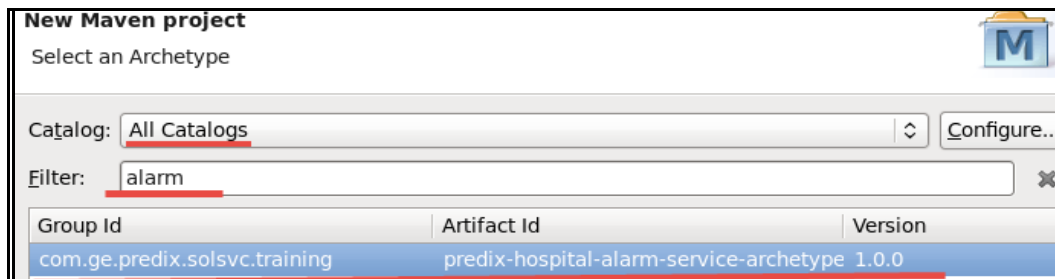 New Maven project
Select an Archetype
M
Catalog: All Catalogs Configure..
Filter: alarm
Group Id Artifact Id Version
com.ge.predix.solsvc.training predix-hospital-alarm-service-archetype 1.0.0